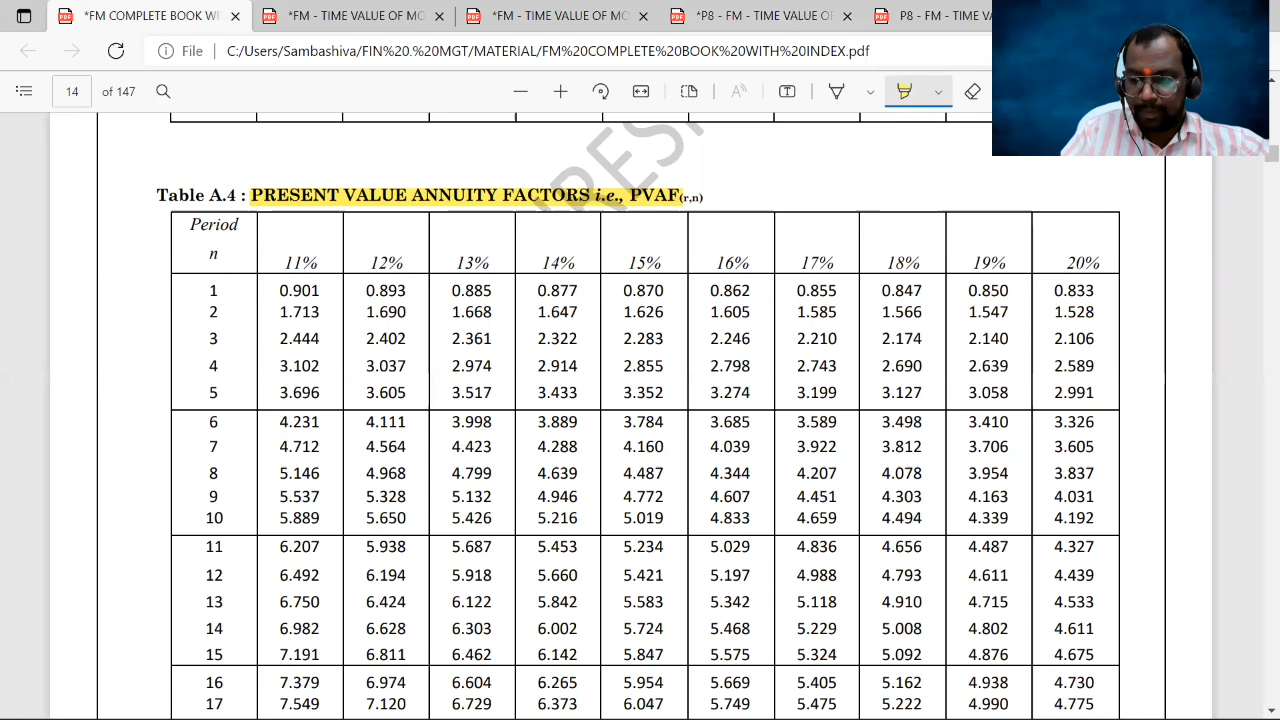 *FM COMPLETE BOOK WI
*FM - TIME VALUE OF MO
*FM - TIME VALUE OF MO
*P8 - FM - TIME VALUE OF
P8 - FM - TIME VA
File C:/Users/Sambashiva/FIN%20.%20MGT/MATERIAL/FM%20COMPLETE%20BOOK%20WITH%20INDEX.pdf
14 of 147
Table A.4 : PRESENT VALUE ANNUITY FACTORS i.e., PVAF(r,n)
Period
n 11% 12% 13% 14% 15% 16% 17% 18% 19% 20%
1 0.901 0.893 0.885 0.877 0.870 0.862 0.855 0.847 0.850 0.833
2 1.713 1.690 1.668 1.647 1.626 1.605 1.585 1.566 1.547 1.528
3 2.444 2.402 2.361 2.322 2.283 2.246 2.210 2.174 2.140 2.106
4 3.102 3.037 2.974 2.914 2.855 2.798 2.743 2.690 2.639 2.589
5 3.696 3.605 3.517 3.433 3.352 3.274 3.199 3.127 3.058 2.991
6 4.231 4.111 3.998 3.889 3.784 3.685 3.589 3.498 3.410 3.326
7 4.712 4.564 4.423 4.288 4.160 4.039 3.922 3.812 3.706 3.605
8 5.146 4.968 4.799 4.639 4.487 4.344 4.207 4.078 3.954 3.837
9 5.537 5.328 5.132 4.946 4.772 4.607 4.451 4.303 4.163 4.031
10 5.889 5.650 5.426 5.216 5.019 4.833 4.659 4.494 4.339 4.192
11 6.207 5.938 5.687 5.453 5.234 5.029 4.836 4.656 4.487 4.327
12 6.492 6.194 5.918 5.660 5.421 5.197 4.988 4.793 4.611 4.439
13 6.750 6.424 6.122 5.842 5.583 5.342 5.118 4.910 4.715 4.533
14 6.982 6.628 6.303 6.002 5.724 5.468 5.229 5.008 4.802 4.611
15 7.191 6.811 6.462 6.142 5.847 5.575 5.324 5.092 4.876 4.675
16 7.379 6.974 6.604 6.265 5.954 5.669 5.405 5.162 4.938 4.730
17 7.549 7.120 6.729 6.373 6.047 5.749 5.475 5.222 4.990 4.775